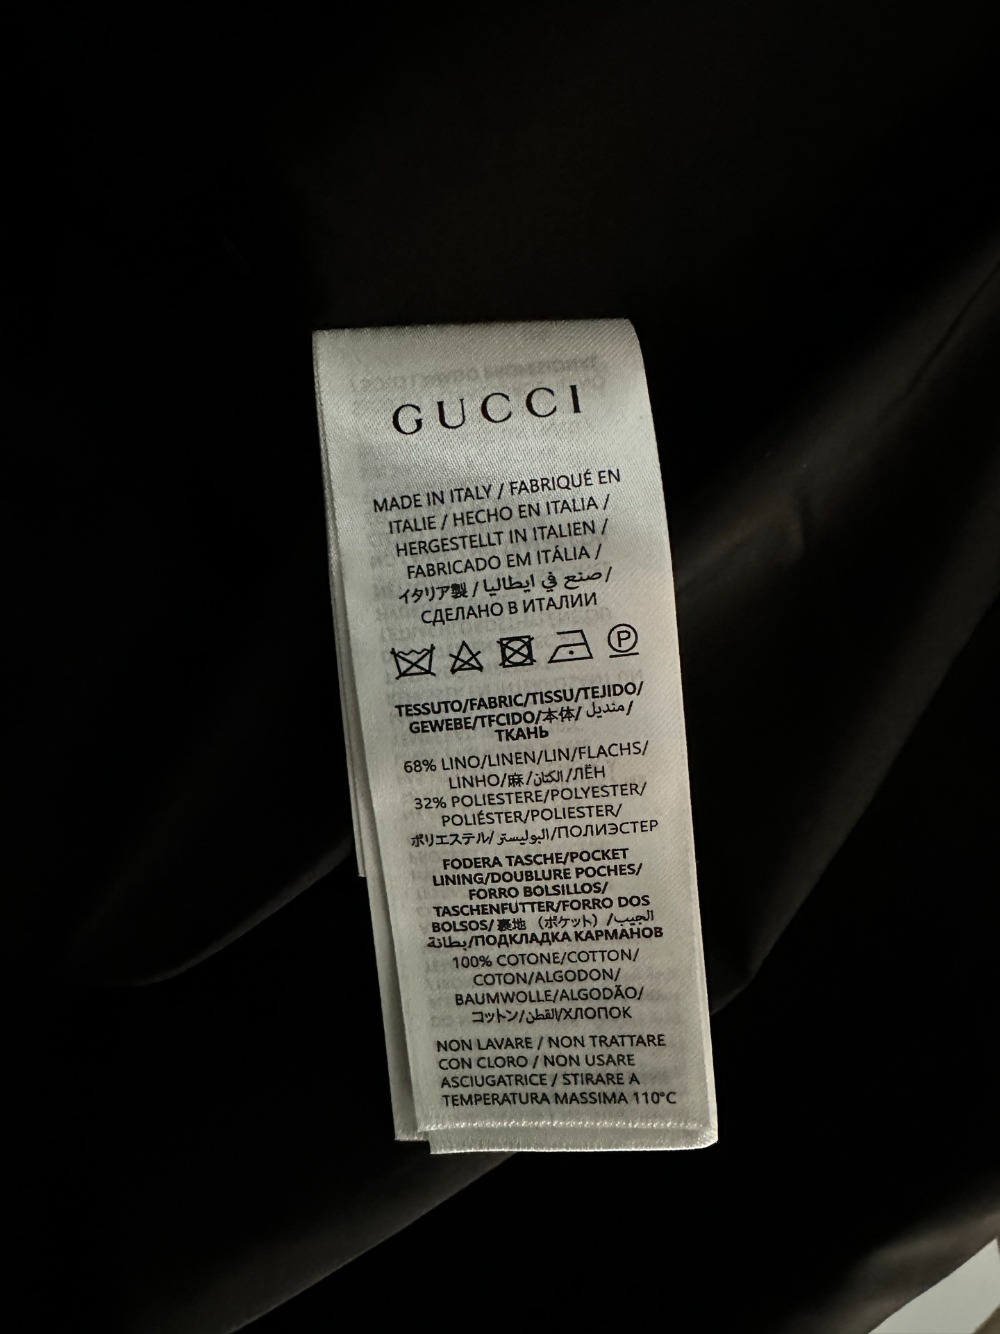 GUCCI
MADE IN ITALY / FABRIQUÉ EN
ITALIE / HECHO EN ITALIA /
HERGESTELLT IN ITALIEN /
FABRICADO EM ITÁLIA /
イタリア製 / صنع في ايطاليا /
СДЕЛАНО В ИТАЛИИ
P
TESSUTO/FABRIC/TISSU/TEJIDO/
GEWEBE/TFCIDO/本体/ منديل /
ТКАНЬ
68% LINO/LINEN/LIN/FLACHS/
LINHO/麻/الكتان/ЛЁН
32% POLIESTERE/POLYESTER/
POLIÉSTER/POLIESTER/
ポリエステル/ البوليستر/ПОЛИЭСТЕР
FODERA TASCHE/POCKET
LINING/DOUBLURE POCHES/
FORRO BOLSILLOS/
TASCHENFUTTER/FORRO DOS
BOLSOS/ 裏地 （ポケット）/الجيب
بطانة/ПОДКЛАДКА КАРМАНОВ
100% COTONE/COTTON/
COTON/ALGODON/
BAUMWOLLE/ALGODÃO/
コットン/القطن/ХЛОПОК
NON LAVARE / NON TRATTARE
CON CLORO / NON USARE
ASCIUGATRICE / STIRARE A
TEMPERATURA MASSIMA 110°C